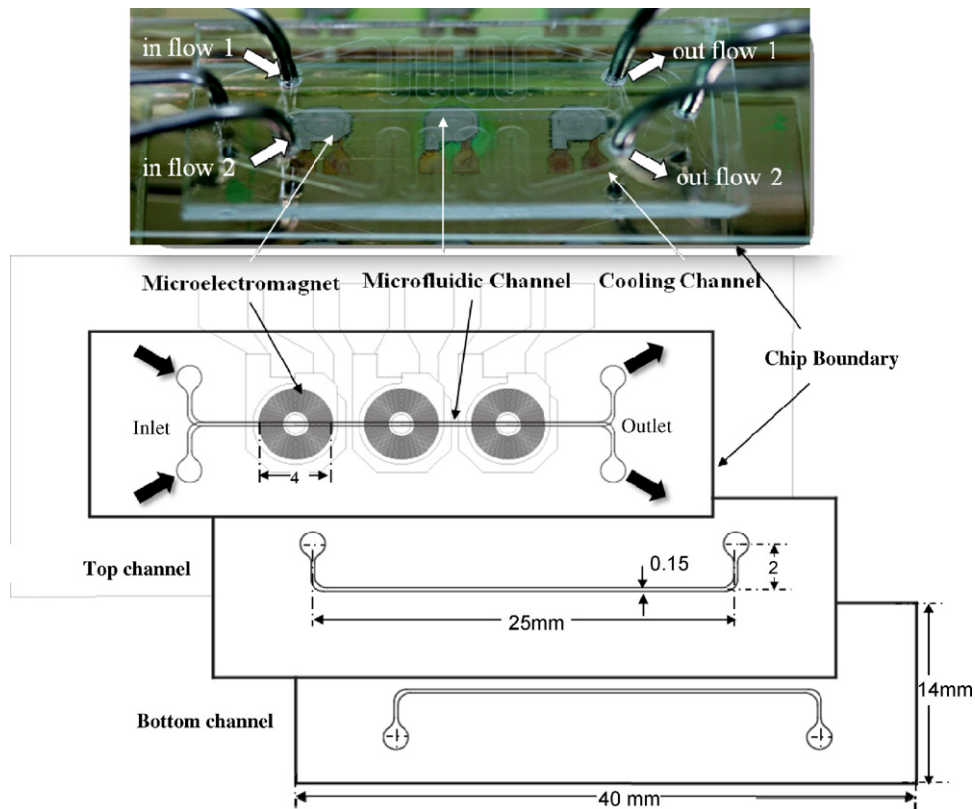 in flow 1
out flow 1
in flow 2
out flow 2
Microelectromagnet
Microfluidic Channel
Cooling Channel
Chip Boundary
Inlet
Outlet
4
Top channel
0.15
2
25mm
14mm
Bottom channel
40 mm